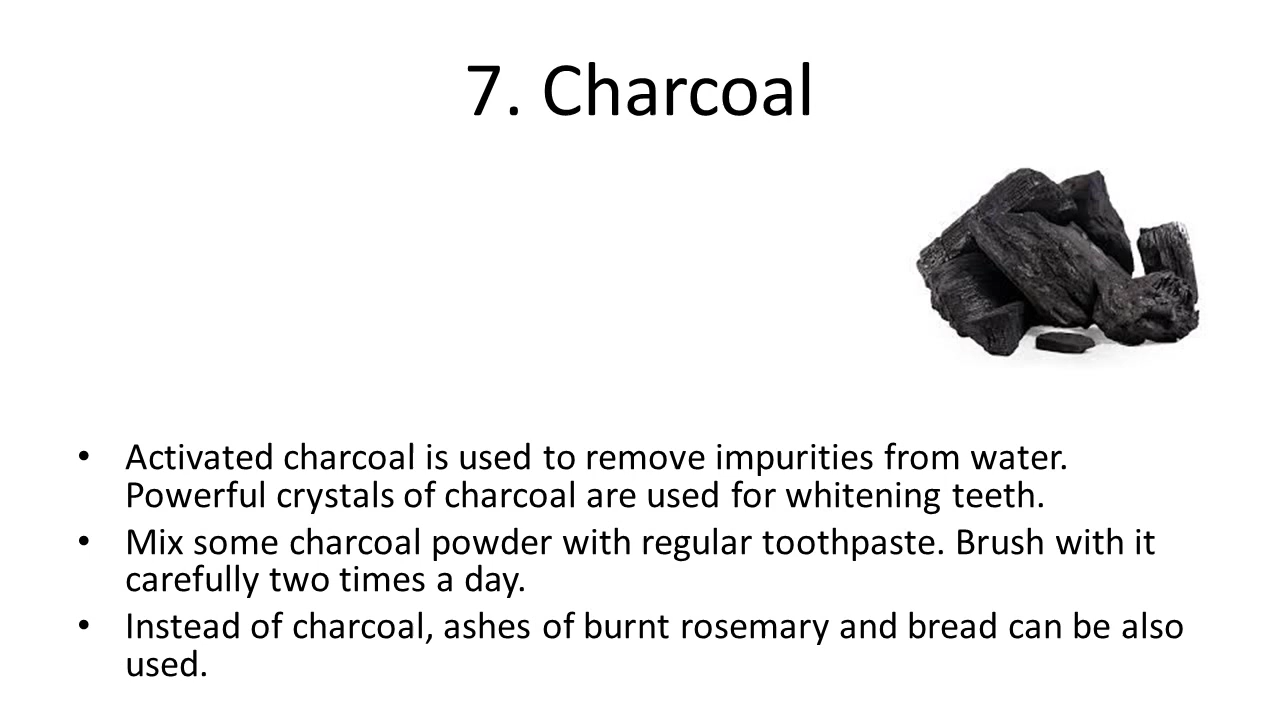 7. Charcoal
• Activated charcoal is used to remove impurities from water.
Powerful crystals of charcoal are used for whitening teeth.
• Mix some charcoal powder with regular toothpaste. Brush with it
carefully two times a day.
• Instead of charcoal, ashes of burnt rosemary and bread can be also
used.